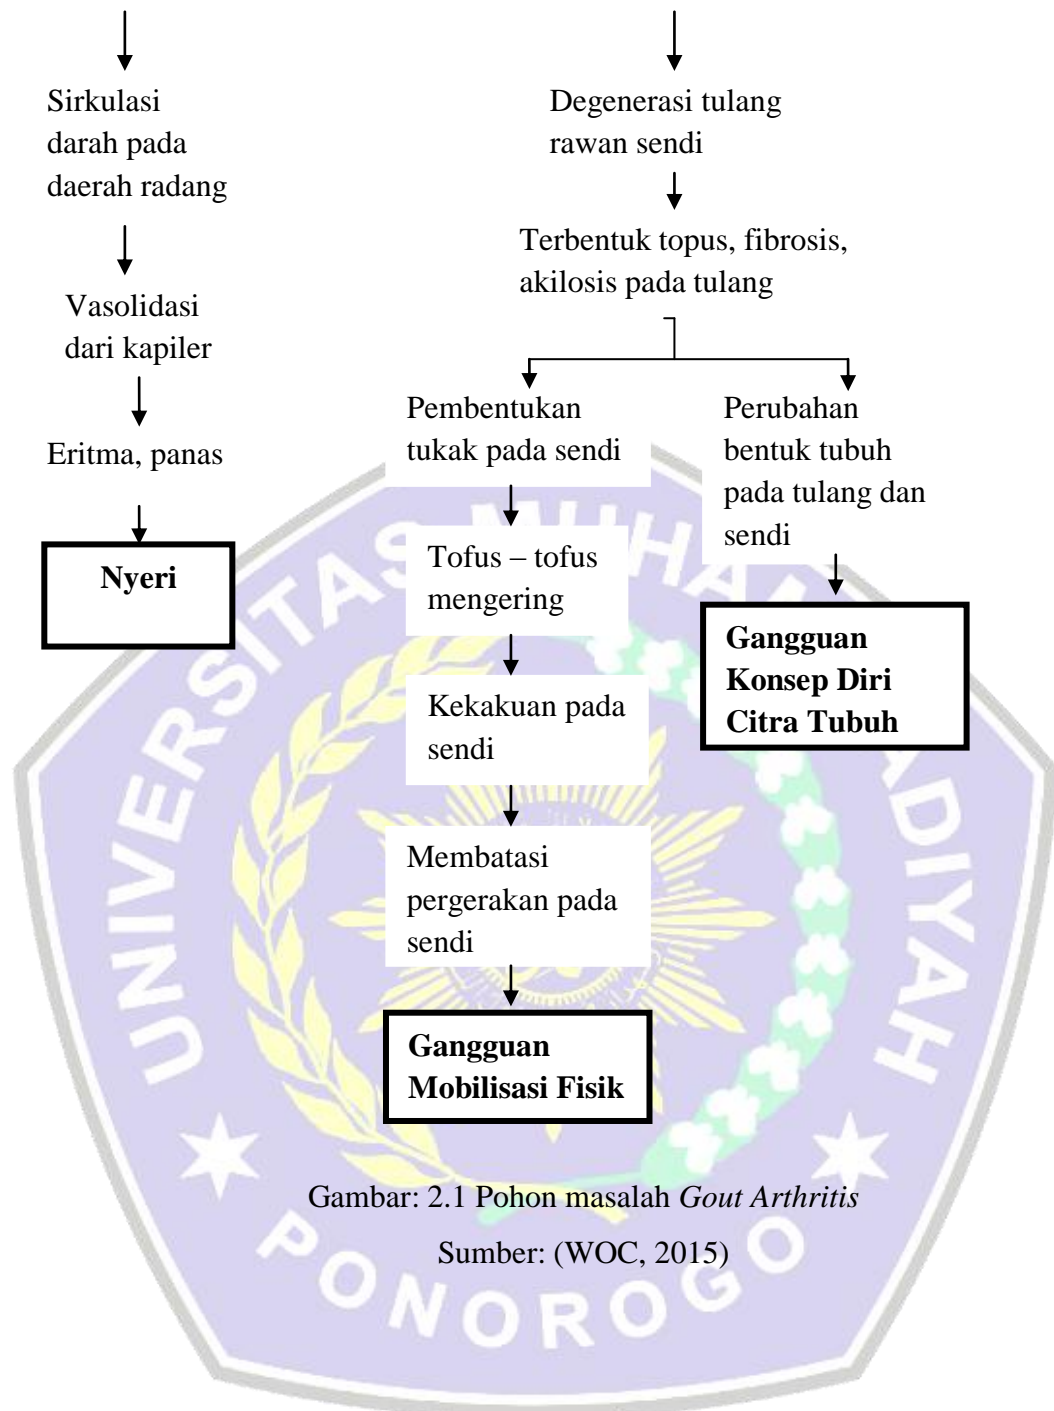 Sirkulasi
darah pada
daerah radang
Vasolidasi
dari kapiler
Eritma, panas
Nyeri
Degenerasi tulang
rawan sendi
Terbentuk topus, fibrosis,
akilosis pada tulang
Pembentukan
tukak pada sendi
Tofus – tofus
mengering
Kekakuan pada
sendi
Membatasi
pergerakan pada
sendi
Gangguan
Mobilisasi Fisik
Perubahan
bentuk tubuh
pada tulang dan
sendi
Gangguan
Konsep Diri
Citra Tubuh
Gambar: 2.1 Pohon masalah Gout Arthritis
Sumber: (WOC, 2015)
UNIVERSITAS MUHAMMADIYAH
PONOROGO